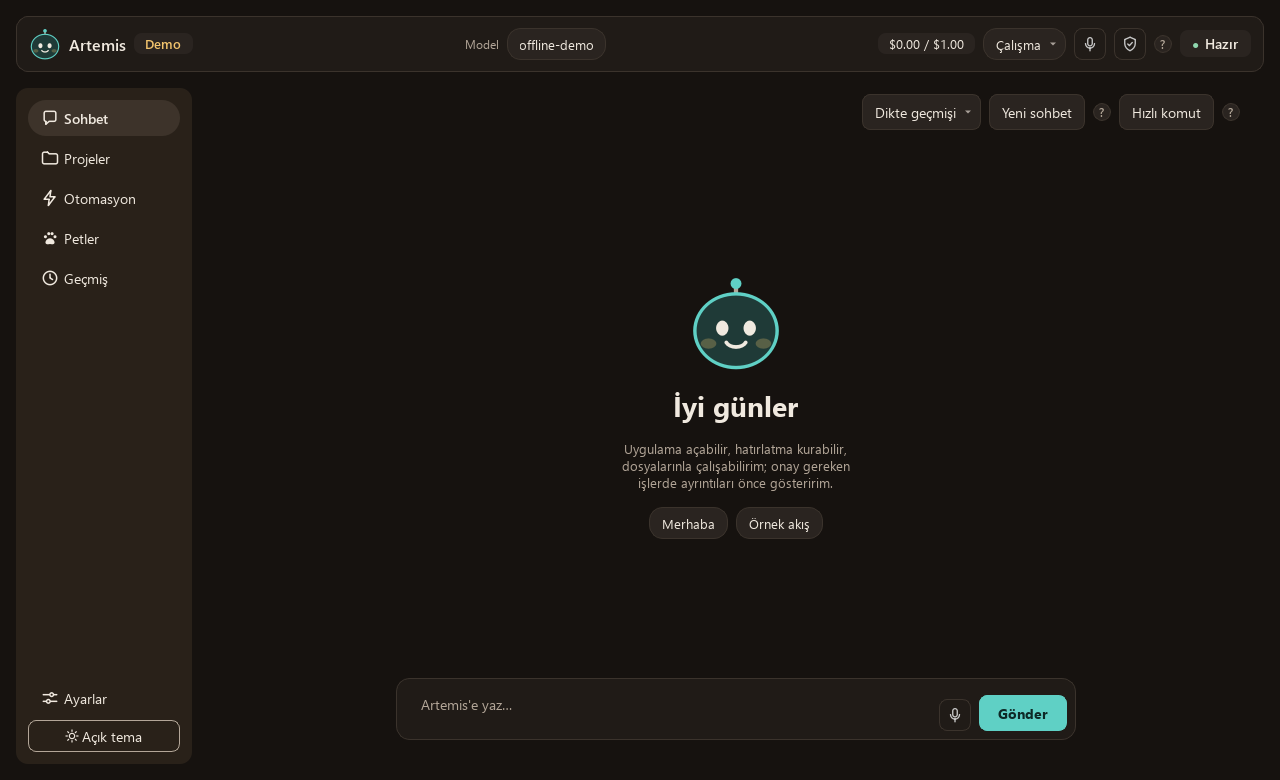 Artemis
Demo
Model
offline-demo
$0.00 / $1.00
Çalışma
?
Hazır
Sohbet
Projeler
Otomasyon
Petler
Geçmiş
Ayarlar
Açık tema
Dikte geçmişi
Yeni sohbet
?
Hızlı komut
?
İyi günler
Uygulama açabilir, hatırlatma kurabilir,
dosyalarınla çalışabilirim; onay gereken
işlerde ayrıntıları önce gösteririm.
Merhaba
Örnek akış
Artemis'e yaz...
Gönder